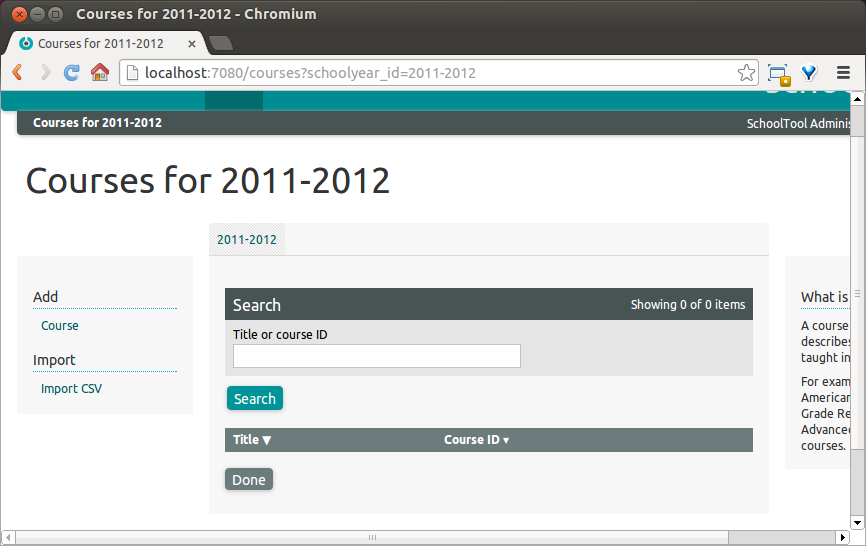 Courses for 2011-2012 - Chromium
Courses for 2011-2012
localhost:7080/courses?schoolyear_id=2011-2012
Courses for 2011-2012
SchoolTool Adminis
Courses for 2011-2012
2011-2012
Add
Course
Import
Import CSV
Search
Showing 0 of 0 items
Title or course ID
Search
Title ▼
Course ID ▾
Done
What is
A course
describes
taught in
For exam
American
Grade Re
Advanced
courses.